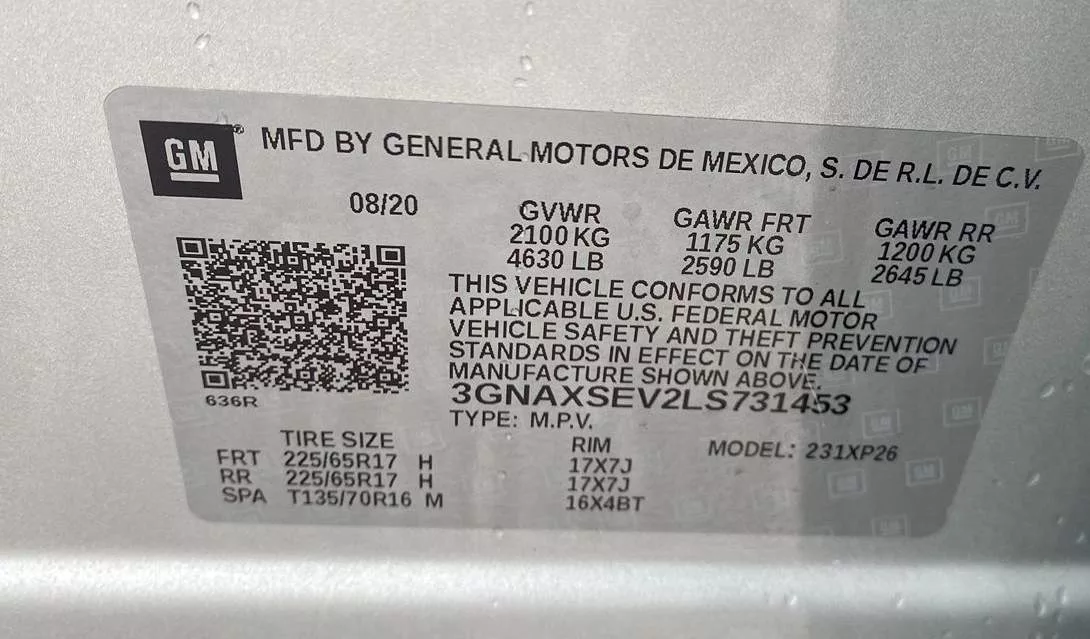 GM® MFD BY GENERAL MOTORS DE MEXICO, S. DE R.L. DE C.V.
08/20
GVWR GAWR FRT GAWR RR
2100 KG 1175 KG 1200 KG
4630 LB 2590 LB 2645 LB
THIS VEHICLE CONFORMS TO ALL
APPLICABLE U.S. FEDERAL MOTOR
VEHICLE SAFETY AND THEFT PREVENTION
STANDARDS IN EFFECT ON THE DATE OF
MANUFACTURE SHOWN ABOVE.
636R
3GNAXSEV2LS731453
TYPE: M.P.V.
TIRE SIZE RIM MODEL: 231XP26
FRT 225/65R17 H 17X7J
RR 225/65R17 H 17X7J
SPA T135/70R16 M 16X4BT